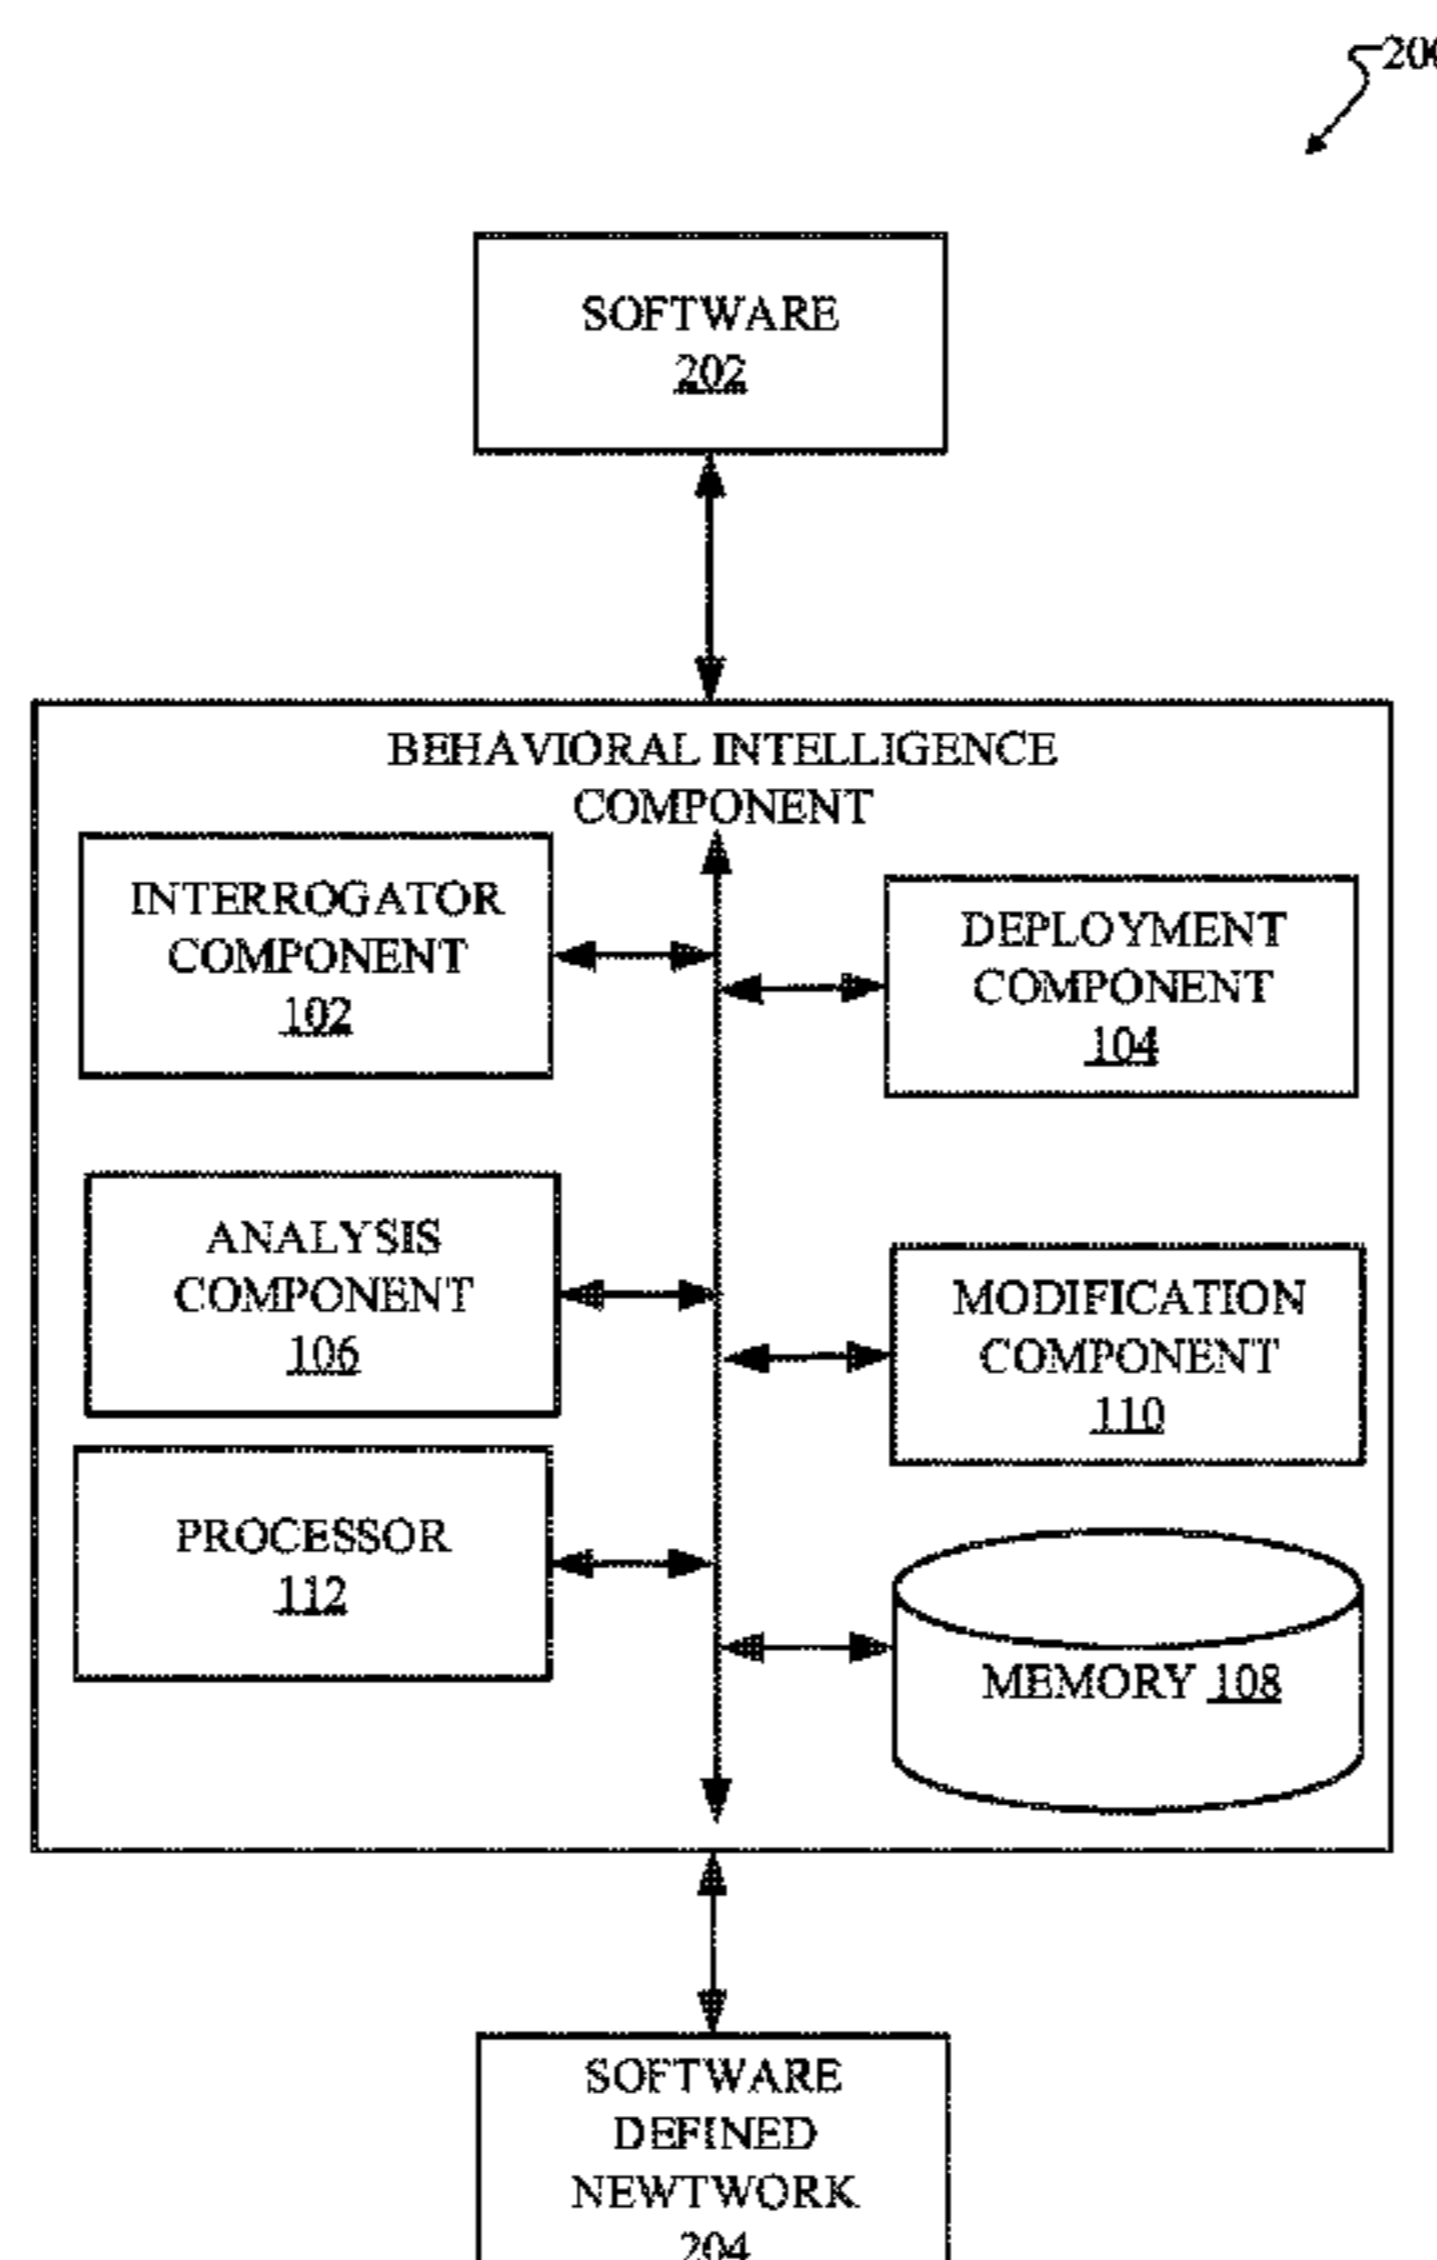 200
SOFTWARE
202
BEHAVIORAL INTELLIGENCE
COMPONENT
INTERROGATOR
COMPONENT
102
DEPLOYMENT
COMPONENT
104
ANALYSIS
COMPONENT
106
MODIFICATION
COMPONENT
110
PROCESSOR
112
MEMORY 108
SOFTWARE
DEFINED
NEWTWORK
204